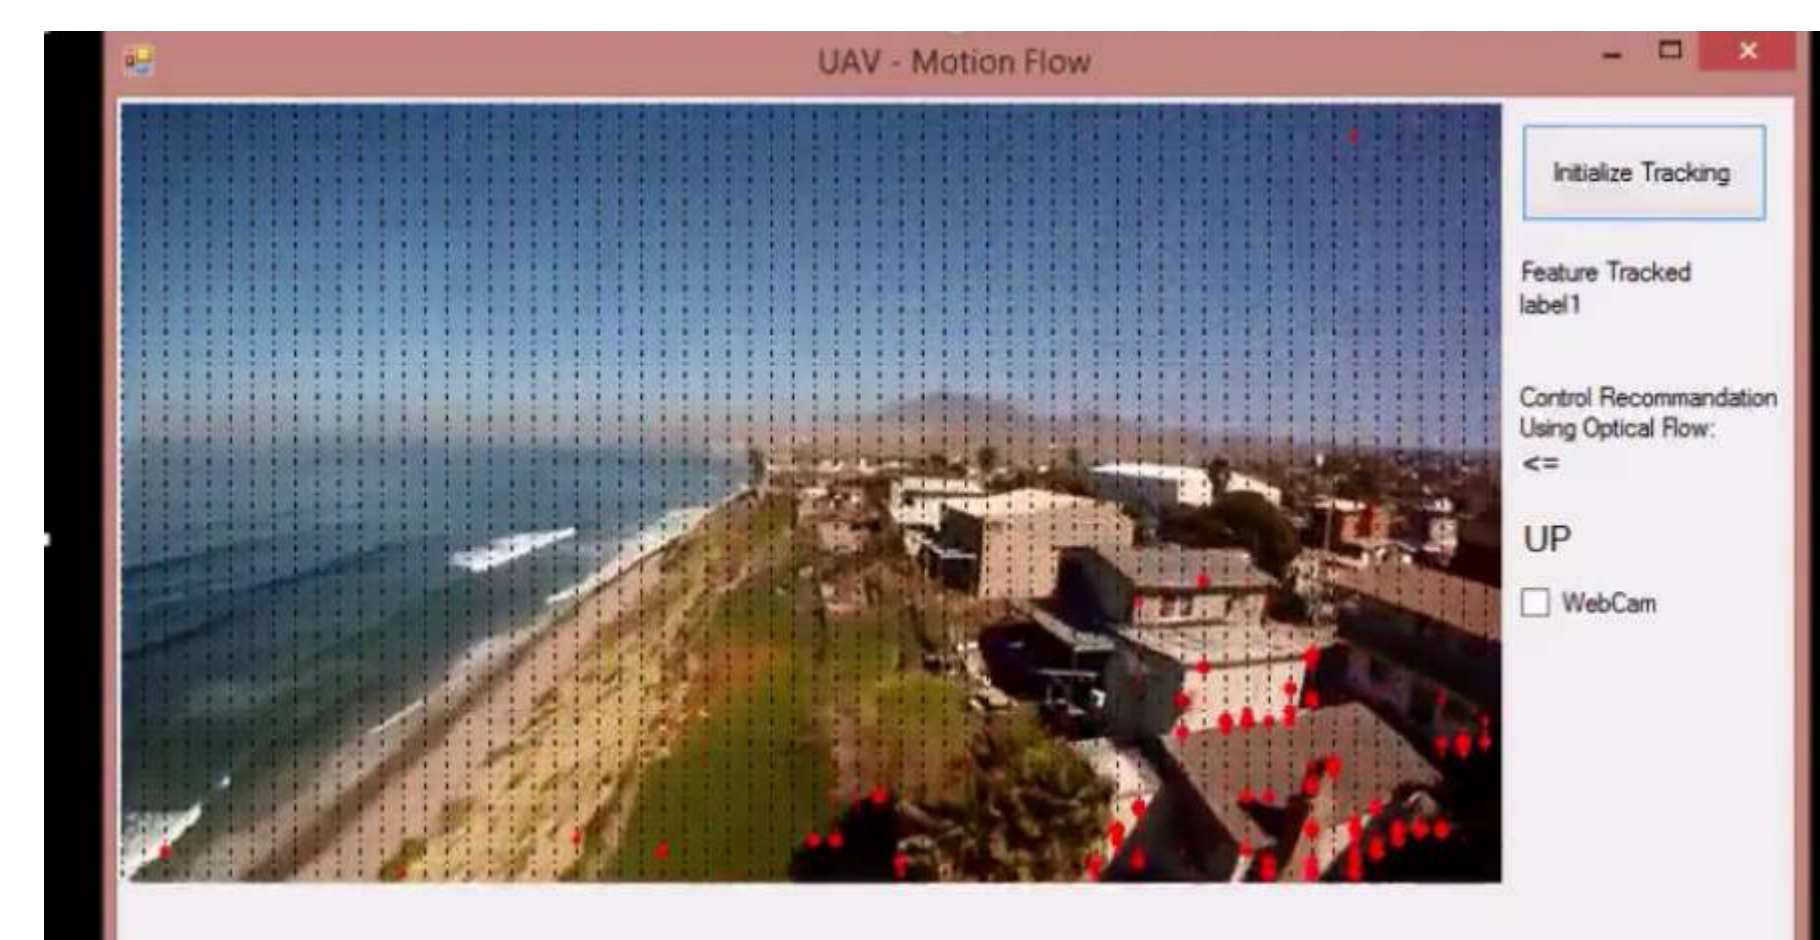 UAV - Motion Flow
Initialize Tracking
Feature Tracked
label1
Control Recommandation
Using Optical Flow:
<=
UP
WebCam